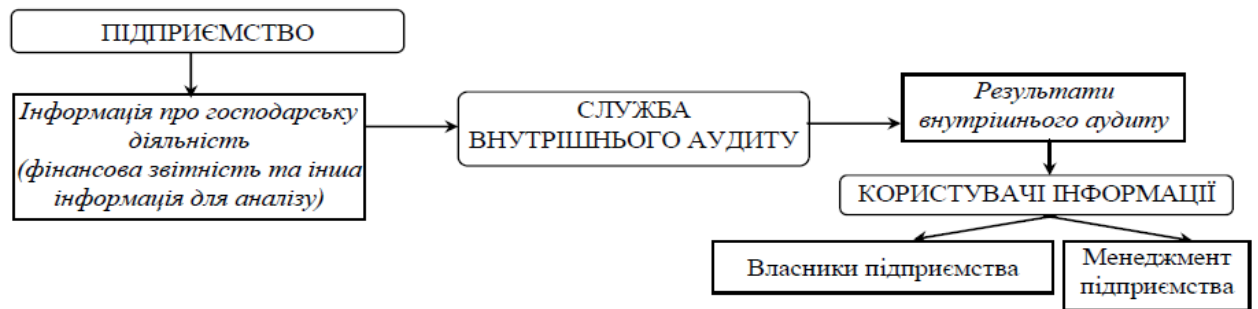 ПІДПРИЄМСТВО
Інформація про господарську
діяльність
(фінансова звітність та інша
інформація для аналізу)
СЛУЖБА
ВНУТРІШНЬОГО АУДИТУ
Результати
внутрішнього аудиту
КОРИСТУВАЧІ ІНФОРМАЦІЇ
Власники підприємства
Менеджмент
підприємства